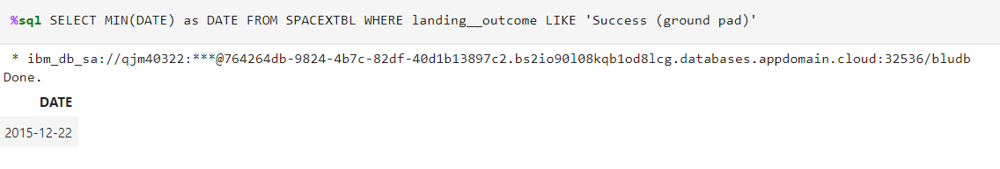 %sql SELECT MIN(DATE) as DATE FROM SPACEXTBL WHERE landing__outcome LIKE 'Success (ground pad)'
* ibm_db_sa://qjm40322:***@764264db-9824-4b7c-82df-40d1b13897c2.bs2io90l08kqb1od8lcg.databases.appdomain.cloud:32536/bludb
Done.
DATE
2015-12-22